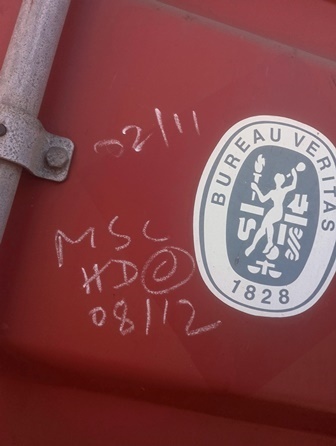 02/11
BUREAU VERITAS
1828
MSC
HD@
08/12